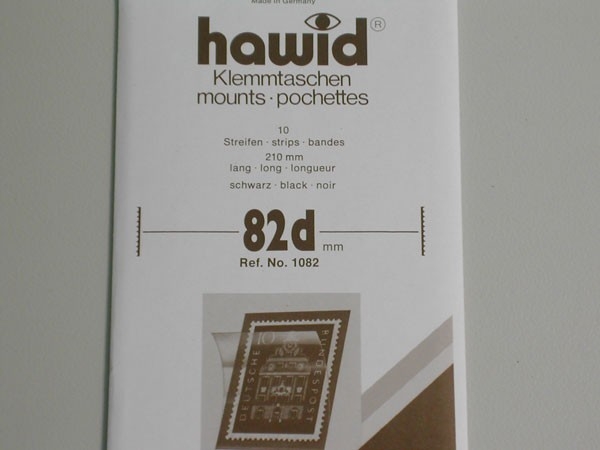 Made in Germany
hawid®
Klemmtaschen
mounts · pochettes
10
Streifen · strips · bandes
210 mm
lang · long · longueur
schwarz · black · noir
82d mm
Ref. No. 1082
10
DEUTSCHE
BUNDESPOST